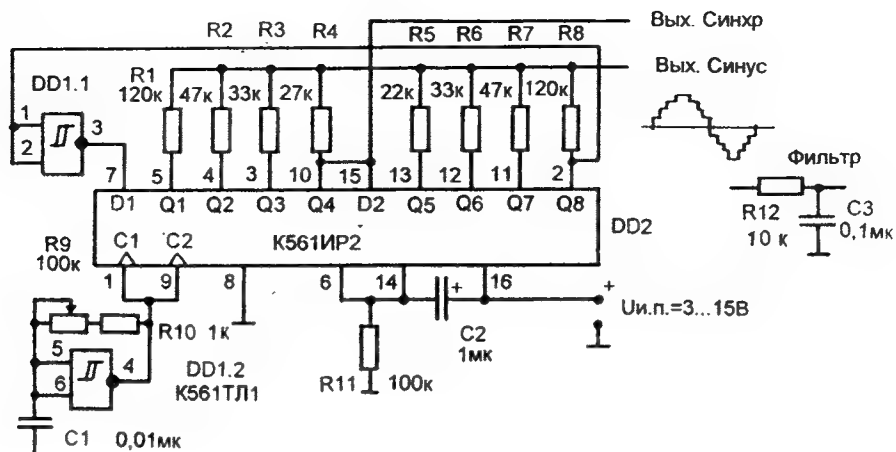 Вых. Синхр
R2 R3 R4 R5 R6 R7 R8
DD1.1 R1 Вых. Синус
120к 47к 33к 27к 22к 33к 47к 120к
1
2
3
Фильтр
7 5 4 3 10 15 13 12 11 2
D1 Q1 Q2 Q3 Q4 D2 Q5 Q6 Q7 Q8
R12 C3
10 к 0,1мк
C1 C2 К561ИР2 DD2
R9
100к
1 9 8 6 14 16
+ +
Uи.п.=3...15В
R10 1к
C2
1мк
5
6
4
DD1.2
К561ТЛ1
R11 100к
C1 0,01мк